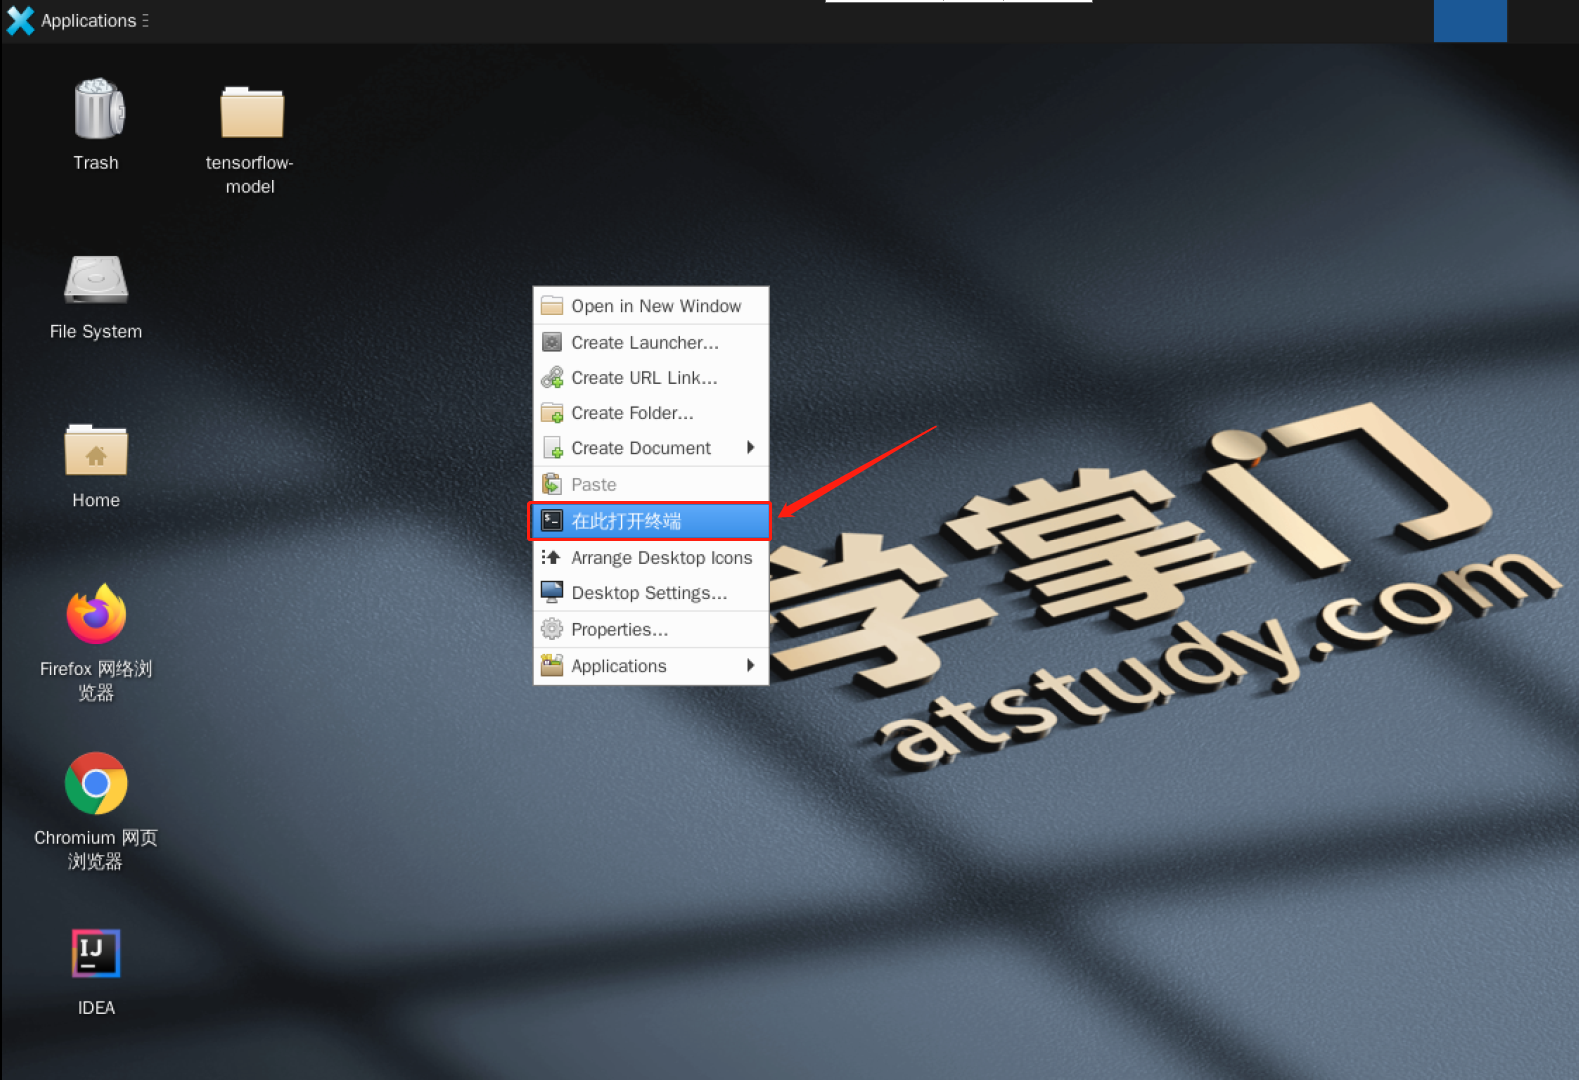 Applications
Trash
tensorflow-
model
File System
Home
Firefox 网络浏
览器
Chromium 网页
浏览器
IJ
IDEA
Open in New Window
Create Launcher...
Create URL Link...
Create Folder...
Create Document
Paste
在此打开终端
Arrange Desktop Icons
Desktop Settings...
Properties...
Applications
学掌门
atstudy.com